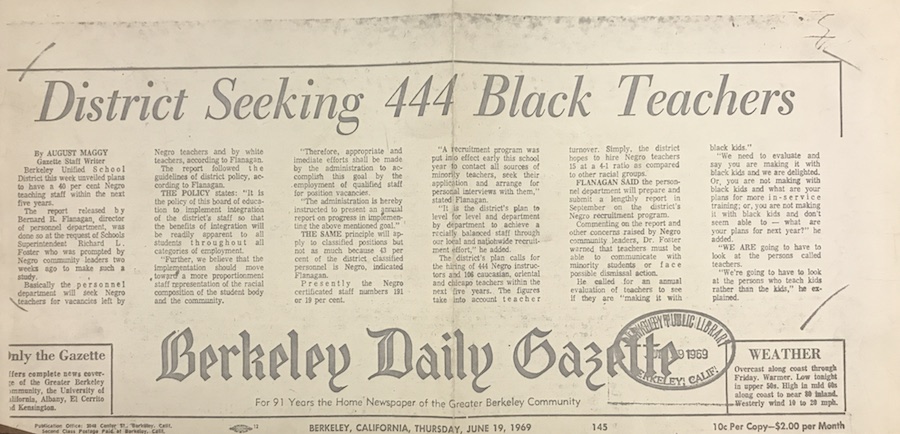 District Seeking 444 Black Teachers
By AUGUST MAGGY
Gazette Staff Writer
Berkeley Unified School
District this week unveiled plans
to have a 40 per cent Negro
teaching staff within the next
five years.
The report released by
Bernard R. Flanagan, director
of personnel department, was
done so at the request of Schools
Superintendent Richard L.
Foster who was prompted by
Negro community leaders two
weeks ago to make such a
study.
Basically the personnel
department will seek Negro
teachers for vacancies left by
Negro teachers and by white
teachers, according to Flanagan.
The report followed the
guidelines of district policy, ac-
cording to Flanagan.
THE POLICY states: "It is
the policy of this board of educa-
tion to implement integration
of the district's staff so that
the benefits of integration will
be readily apparent to all
students throughout all
categories of employment.
"Further, we believe that the
implementation should move
toward a more proportionment
staff representation of the racial
composition of the student body
and the community.
"Therefore, appropriate and
imediate efforts shall be made
by the administration to ac-
complish this goal by the
employment of qualified staff
for position vacancies.
"The administration is hereby
instructed to present an annual
report on progress in implemen-
ting the above mentioned goal."
THE SAME principle will ap-
ply to classified positions but
not as much because 43 per
cent of the district, classified
personnel is Negro, indicated
Flanagan.
Presently the Negro
certificated staff numbers 191
or 19 per cent.
"A recruitment program was
put into effect early this school
year to contact all sources of
minority teachers, seek their
application and arrange for
personal interviews with them,"
stated Flanagan.
"It is the district's plan to
level for level and department
by department to achieve a
racially balanced staff through
our local and nationwide recruit-
ment effort," he added.
The district's plan calls for
the hiring of 444 Negro instruc-
tors and 106 caucasian, oriental
and chicano teachers within the
next five years. The figures
take into account teacher
turnover. Simply, the district
hopes to hire Negro teachers
15 at a 4-1 ratio as compared
to other racial groups.
FLANAGAN SAID the person-
nel department will prepare and
submit a lengthly report in
September on the district's
Negro recruitment program.
Commenting on the report and
other concerns raised by Negro
community leaders, Dr. Foster
warned that teachers must be
able to communicate with
minority students or face
possible dismissal action.
He called for an annual
evaluation of teachers to see
if they are "making it with
black kids."
"We need to evaluate and
say you are making it with
black kids and we are delighted.
Or, you are not making with
black kids and what are your
plans for more in-service
training; or, you are not making
it with black kids and don't
seem able to — what are
your plans for next year?" he
added.
"WE ARE going to have to
look at the persons called
teachers.
"We're going to have to look
at the persons who teach kids
rather than the kids," he ex-
plained.
Only the Gazette
ffers complete news cover-
ge of the Greater Berkeley
mmunity, the University of
alifornia, Albany, El Cerrito
d Kensington.
Berkeley Daily Gazette
For 91 Years the Home Newspaper of the Greater Berkeley Community
BERKELEY PUBLIC LIBRARY
1969
BERKELEY, CALIF.
WEATHER
Overcast along coast through
Friday. Warmer. Low tonight
in upper 50s. High in mid 60s
along coast to near 80 inland.
Westerly wind 10 to 20 mph.
Publication Office: 2048 Center St., Berkeley, Calif.
Second Class Postage Paid at Berkeley, Calif.
BERKELEY, CALIFORNIA, THURSDAY, JUNE 19, 1969
145
10c Per Copy—$2.00 per Month